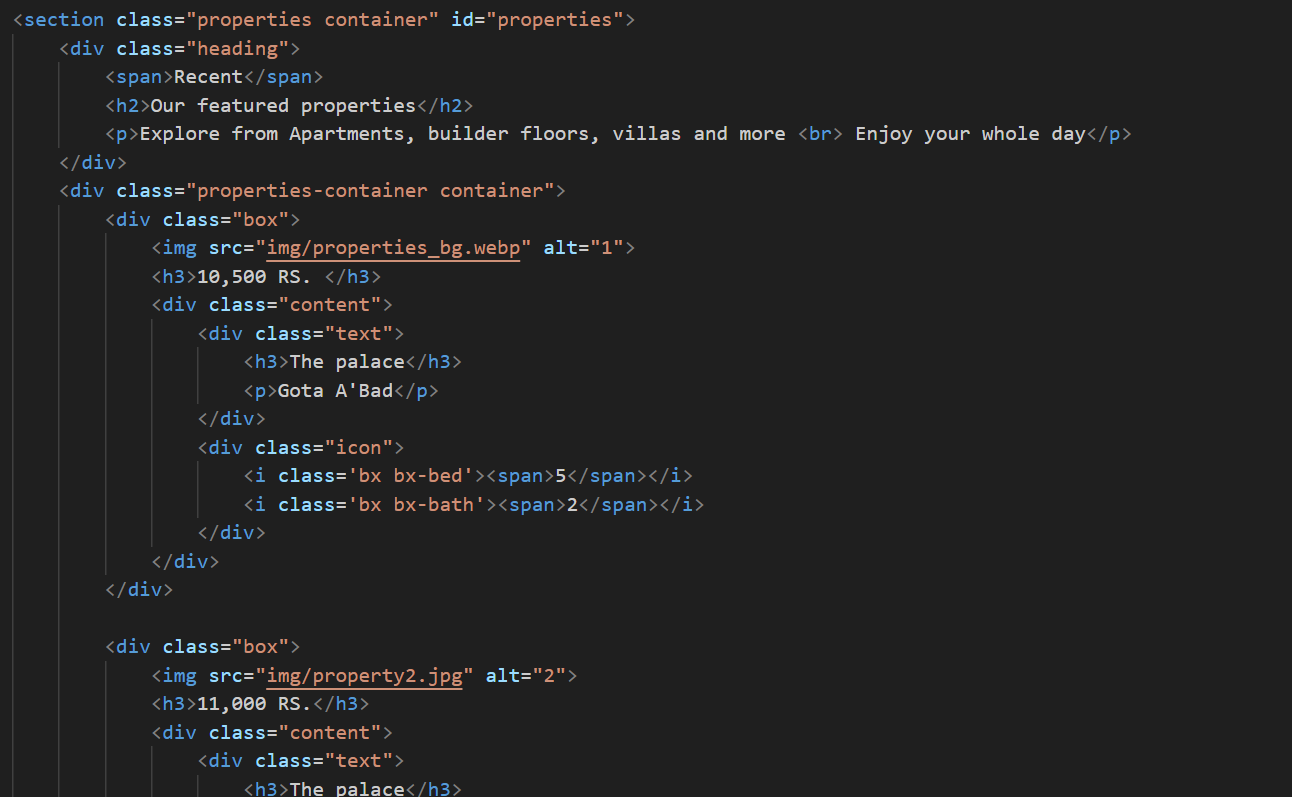 <section class="properties container" id="properties">
    <div class="heading">
        <span>Recent</span>
        <h2>Our featured properties</h2>
        <p>Explore from Apartments, builder floors, villas and more <br> Enjoy your whole day</p>
    </div>
    <div class="properties-container container">
        <div class="box">
            <img src="img/properties_bg.webp" alt="1">
            <h3>10,500 RS. </h3>
            <div class="content">
                <div class="text">
                    <h3>The palace</h3>
                    <p>Gota A'Bad</p>
                </div>
                <div class="icon">
                    <i class='bx bx-bed'><span>5</span></i>
                    <i class='bx bx-bath'><span>2</span></i>
                </div>
            </div>
        </div>

        <div class="box">
            <img src="img/property2.jpg" alt="2">
            <h3>11,000 RS.</h3>
            <div class="content">
                <div class="text">
                    <h3>The palace</h3>